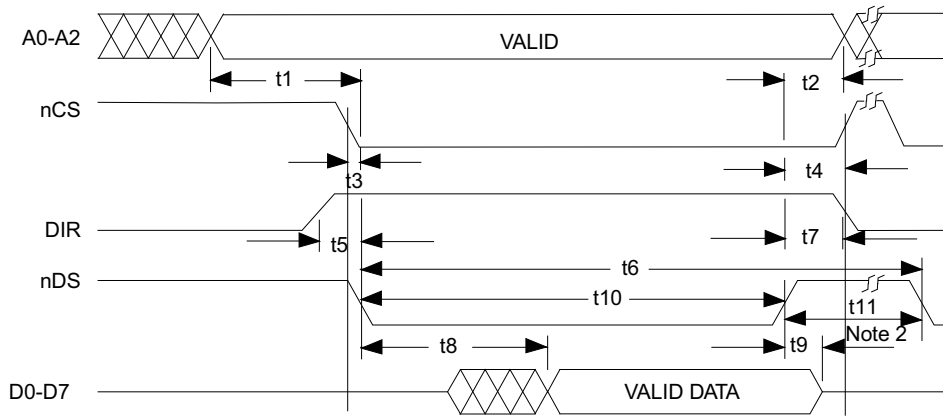 A0-A2
VALID
t1
t2
nCS
t3
t4
DIR
t5
t7
t6
nDS
t10
t11
Note 2
t8
t9
D0-D7
VALID DATA